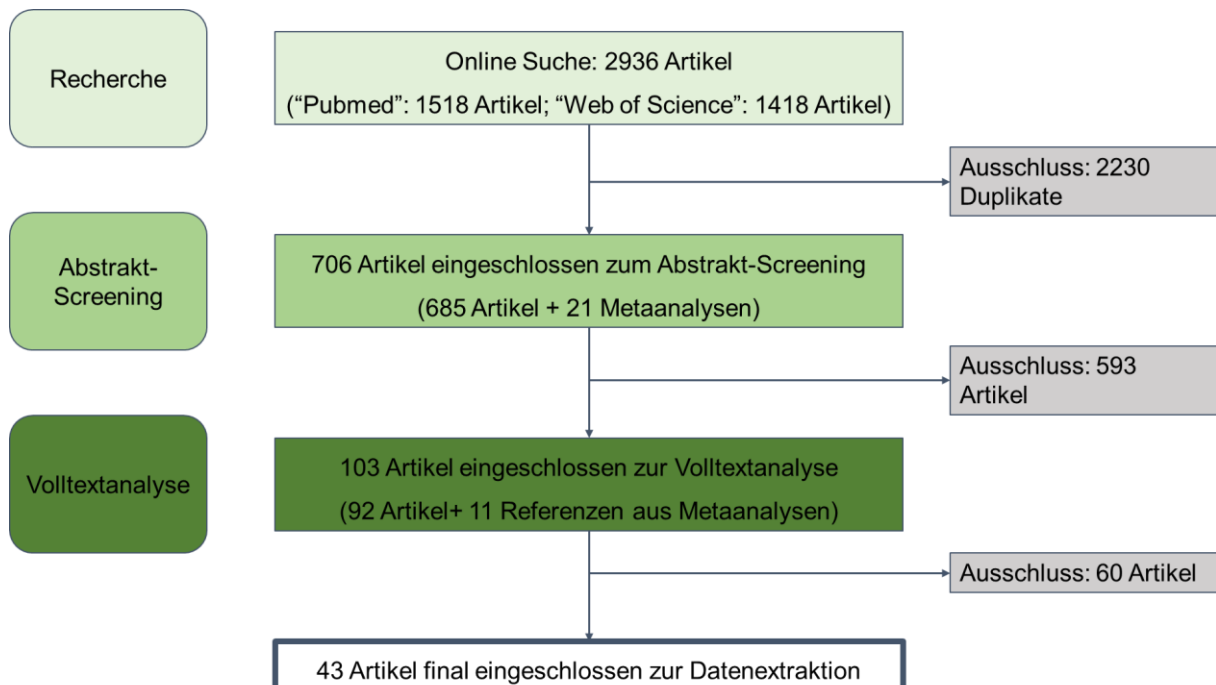 Recherche
Online Suche: 2936 Artikel
(“Pubmed”: 1518 Artikel; “Web of Science”: 1418 Artikel)
Ausschluss: 2230
Duplikate
Abstrakt-
Screening
706 Artikel eingeschlossen zum Abstrakt-Screening
(685 Artikel + 21 Metaanalysen)
Ausschluss: 593
Artikel
Volltextanalyse
103 Artikel eingeschlossen zur Volltextanalyse
(92 Artikel+ 11 Referenzen aus Metaanalysen)
Ausschluss: 60 Artikel
43 Artikel final eingeschlossen zur Datenextraktion